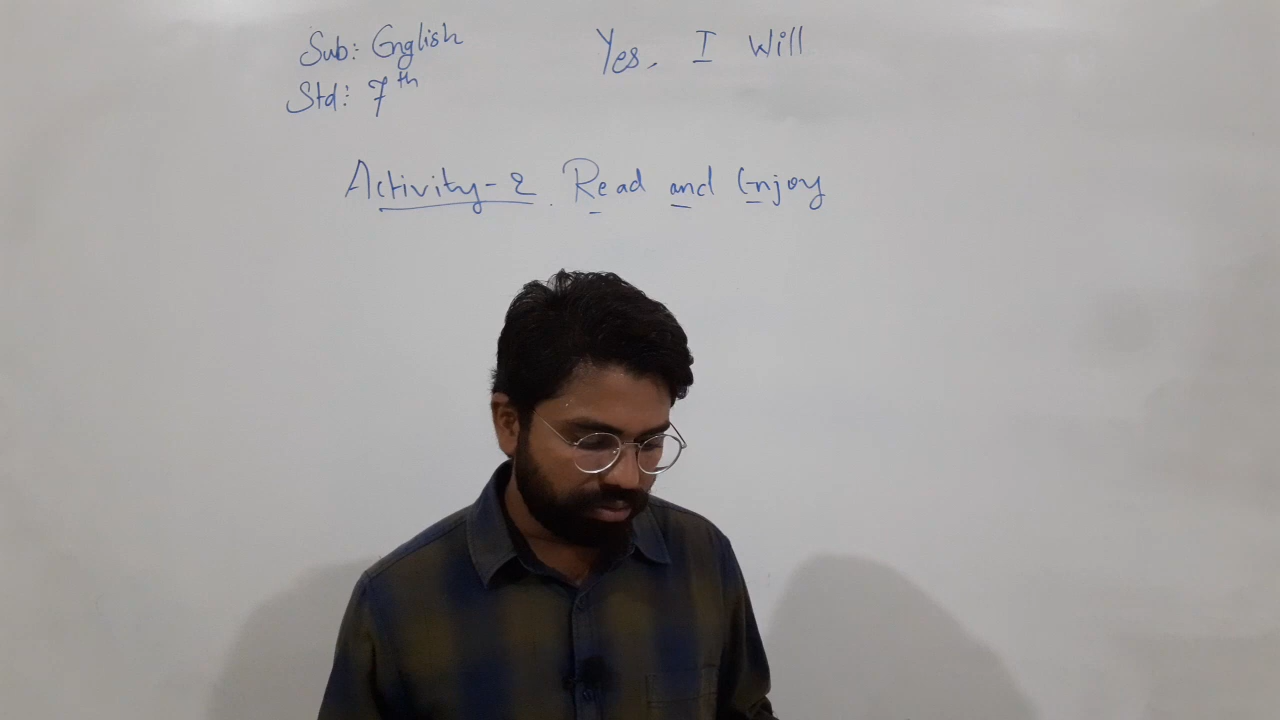 Sub: English
Yes, I Will
Std: 7th
Activity-2. Read and Enjoy